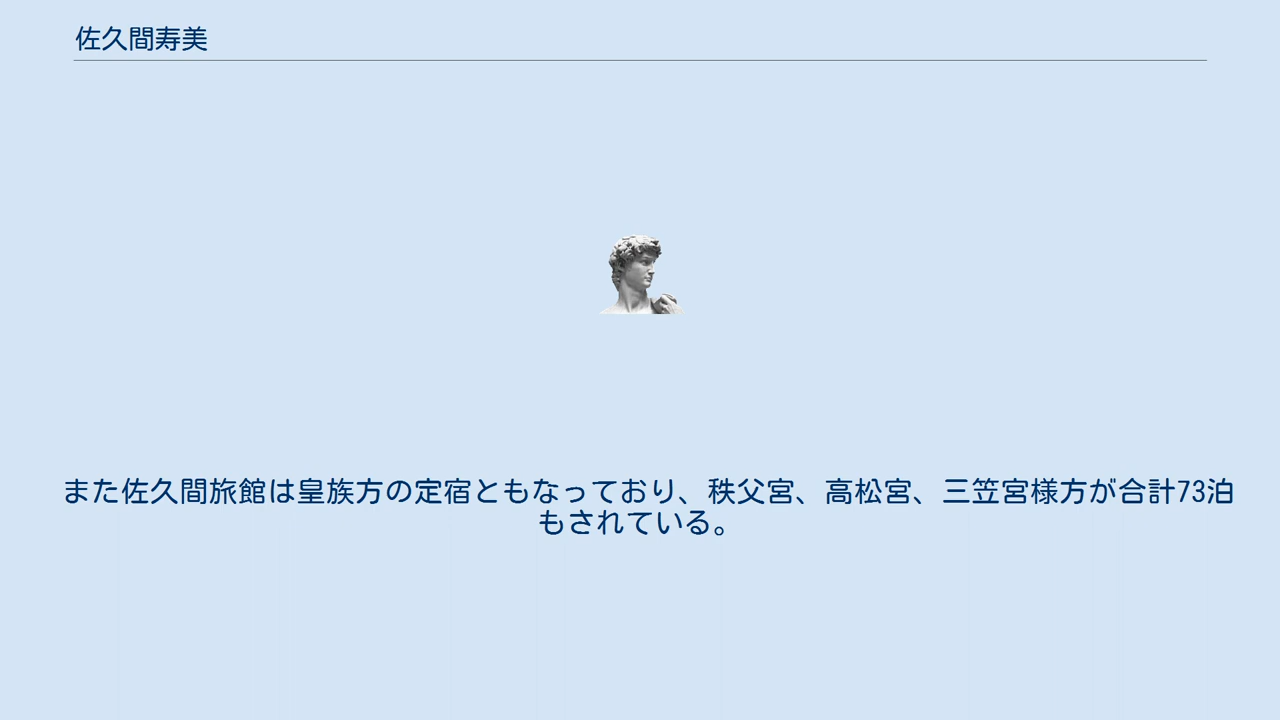 佐久間寿美
また佐久間旅館は皇族方の定宿ともなっており、秩父宮、高松宮、三笠宮様方が合計73泊
もされている。